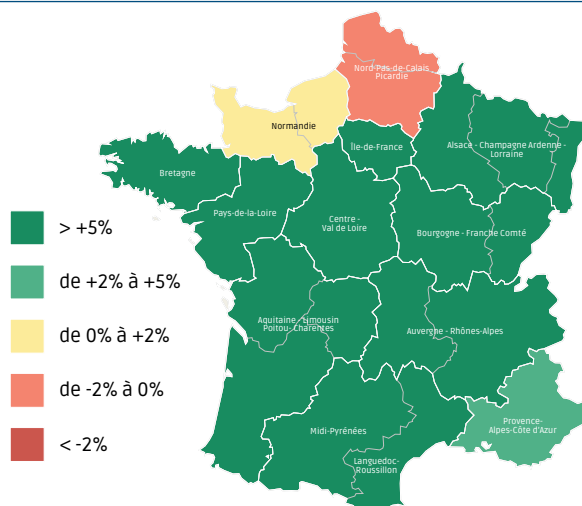 Nord-Pas-de-Calais
Picardie
Normandie
Île-de-France
Alsace - Champagne Ardenne -
Lorraine
Bretagne
Pays-de-la-Loire
Centre -
Val de Loire
Bourgogne - Franche Comté
> +5%
de +2% à +5%
de 0% à +2%
de -2% à 0%
< -2%
Aquitaine - Limousin
Poitou- Charentes
Auvergne - Rhônes-Alpes
Provence-
Alpes-Côte d'Azur
Midi-Pyrénées
Languedoc-
Roussillon